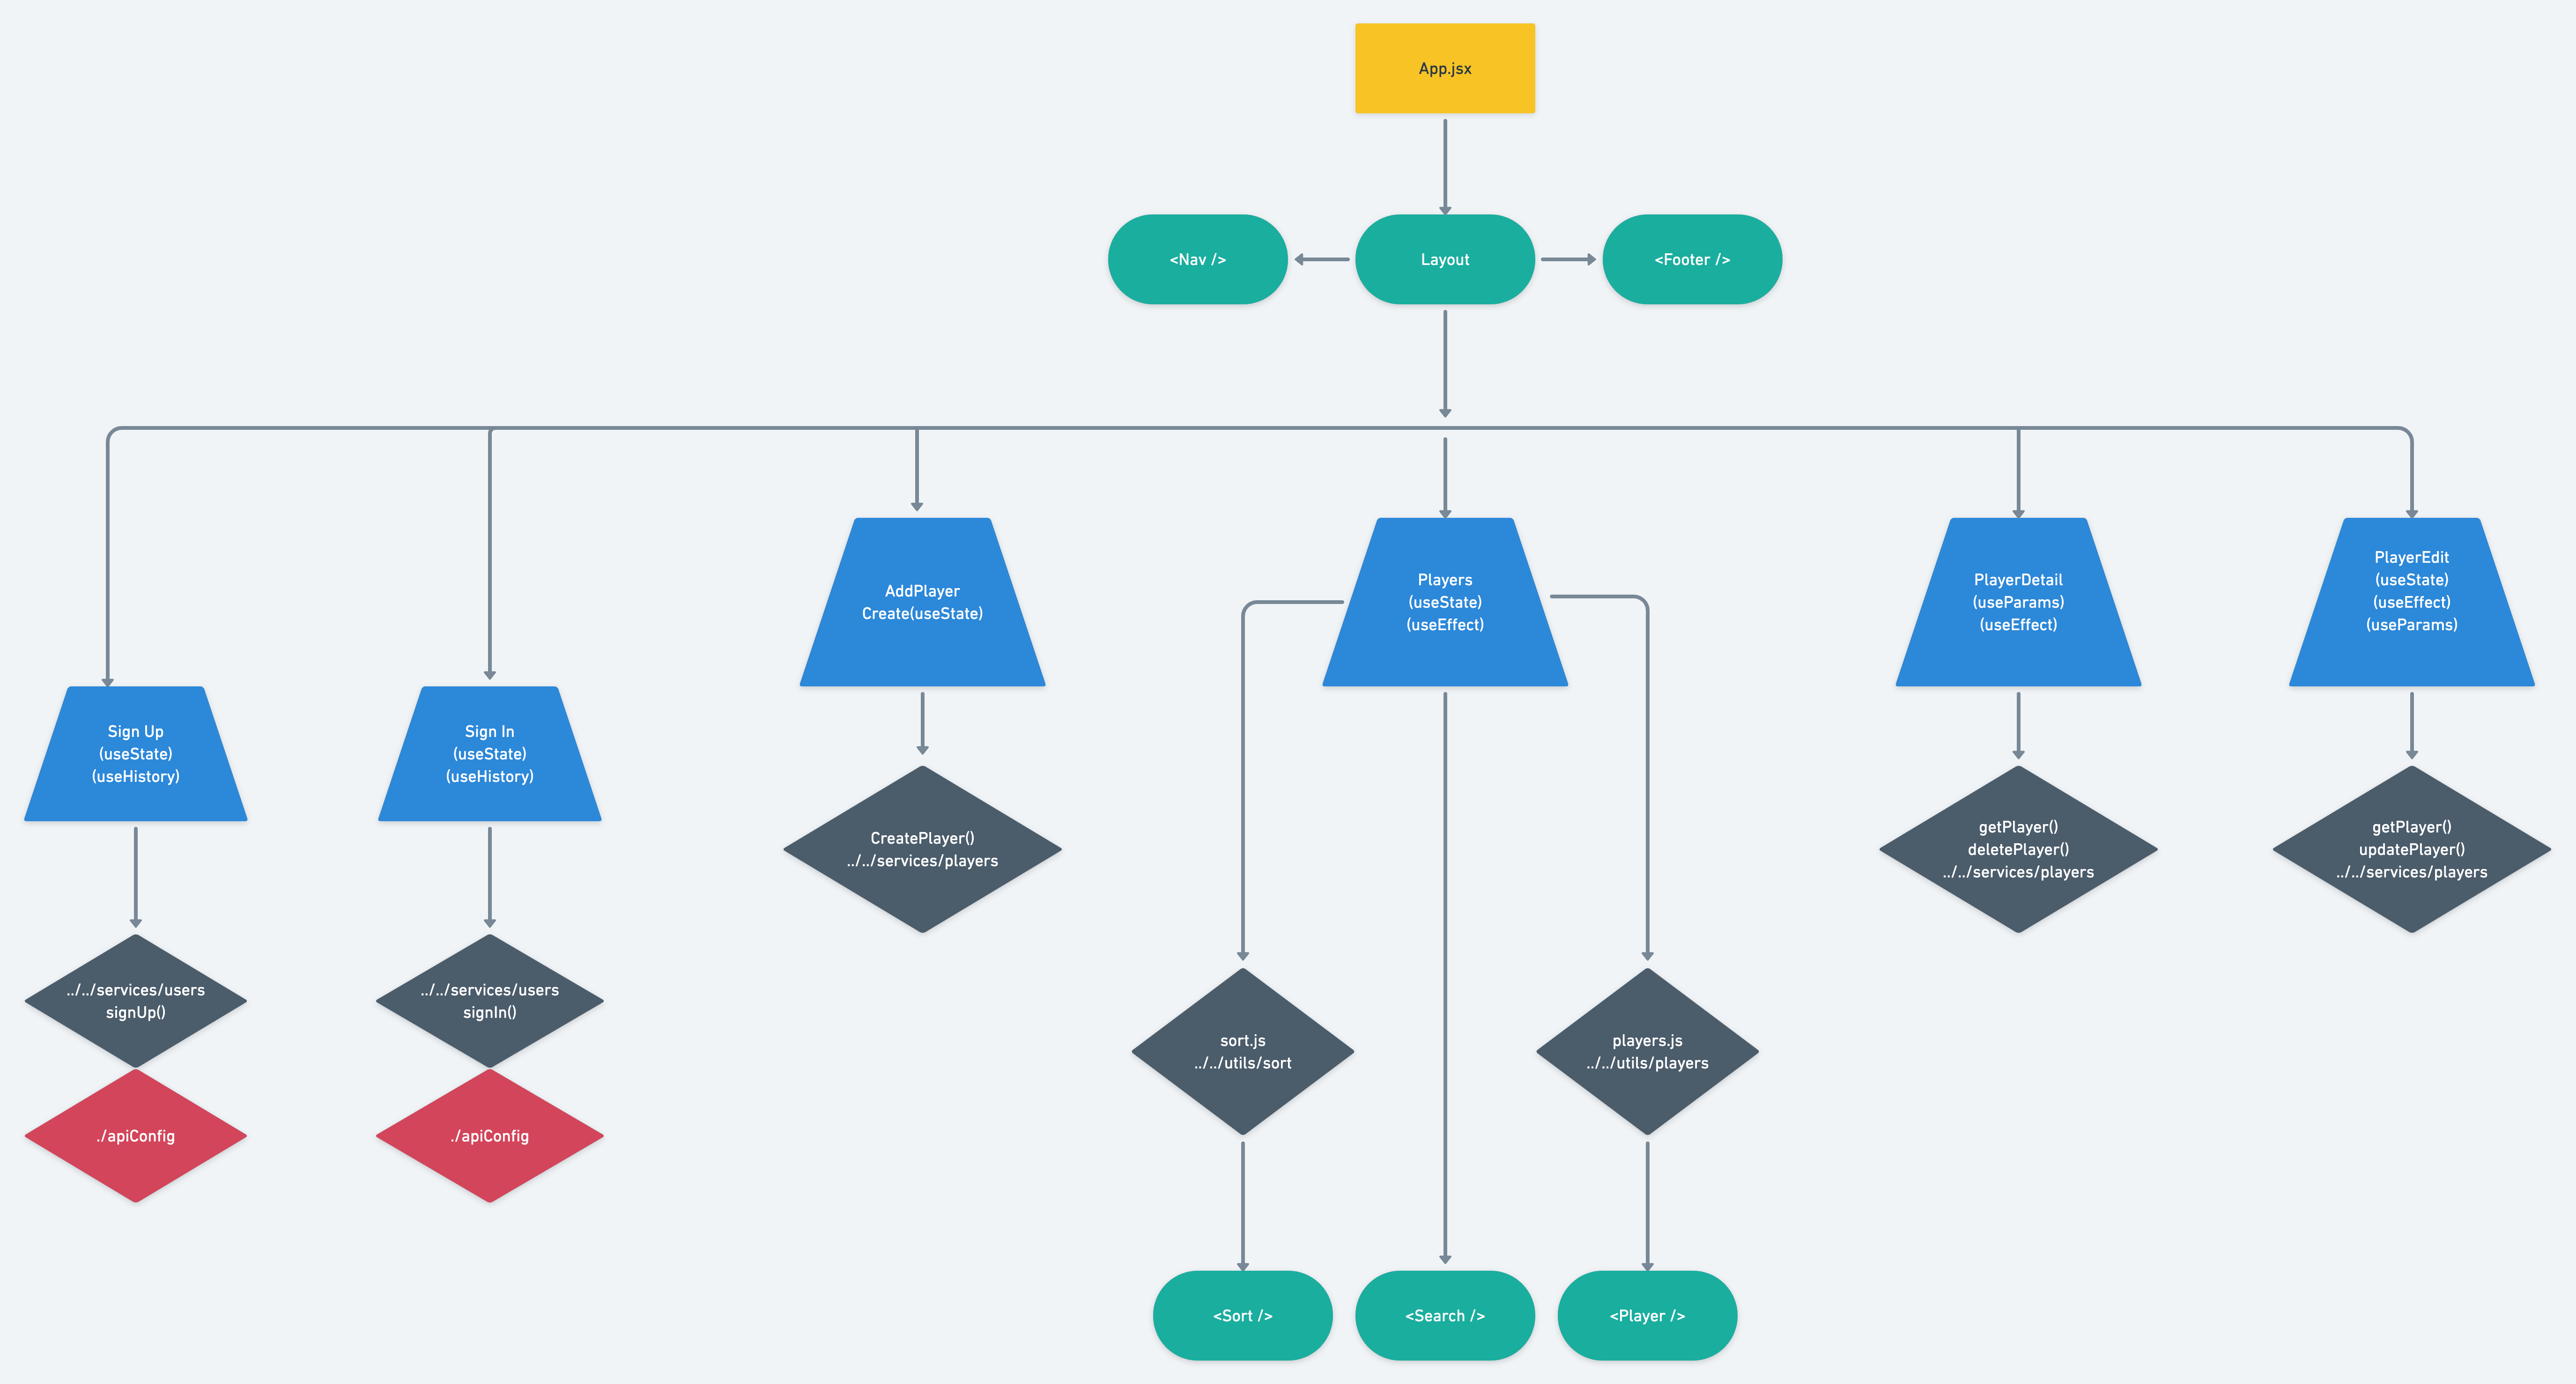 App.jsx
<Nav />
Layout
<Footer />
Sign Up
(useState)
(useHistory)
Sign In
(useState)
(useHistory)
AddPlayer
Create(useState)
Players
(useState)
(useEffect)
PlayerDetail
(useParams)
(useEffect)
PlayerEdit
(useState)
(useEffect)
(useParams)
../../services/users
signUp()
../../services/users
signIn()
CreatePlayer()
../../services/players
getPlayer()
deletePlayer()
../../services/players
getPlayer()
updatePlayer()
../../services/players
./apiConfig
./apiConfig
sort.js
../../utils/sort
players.js
../../utils/players
<Sort />
<Search />
<Player />